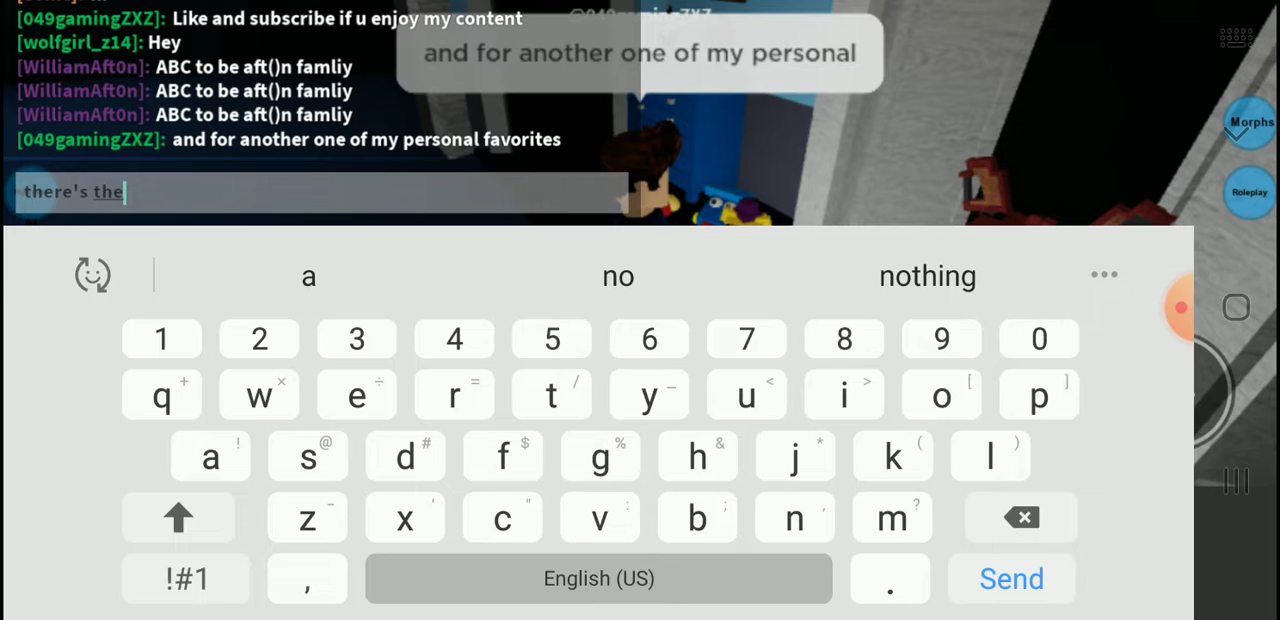 [049gamingZXZ]: Like and subscribe if u enjoy my content
[wolfgirl_z14]: Hey
[WilliamAft0n]: ABC to be aft()n famliy
[WilliamAft0n]: ABC to be aft()n famliy
[WilliamAft0n]: ABC to be aft()n famliy
[049gamingZXZ]: and for another one of my personal favorites
@049gamingZXZ
and for another one of my personal
Morphs
Roleplay
there's the
a no nothing
1 2 3 4 5 6 7 8 9 0
q + w × e ÷ r = t / y _ u < i > o [ p ]
a ! s @ d # f $ g % h & j * k ( l )
z - x ' c " v : b ; n , m ?
!#1 , English (US) . Send